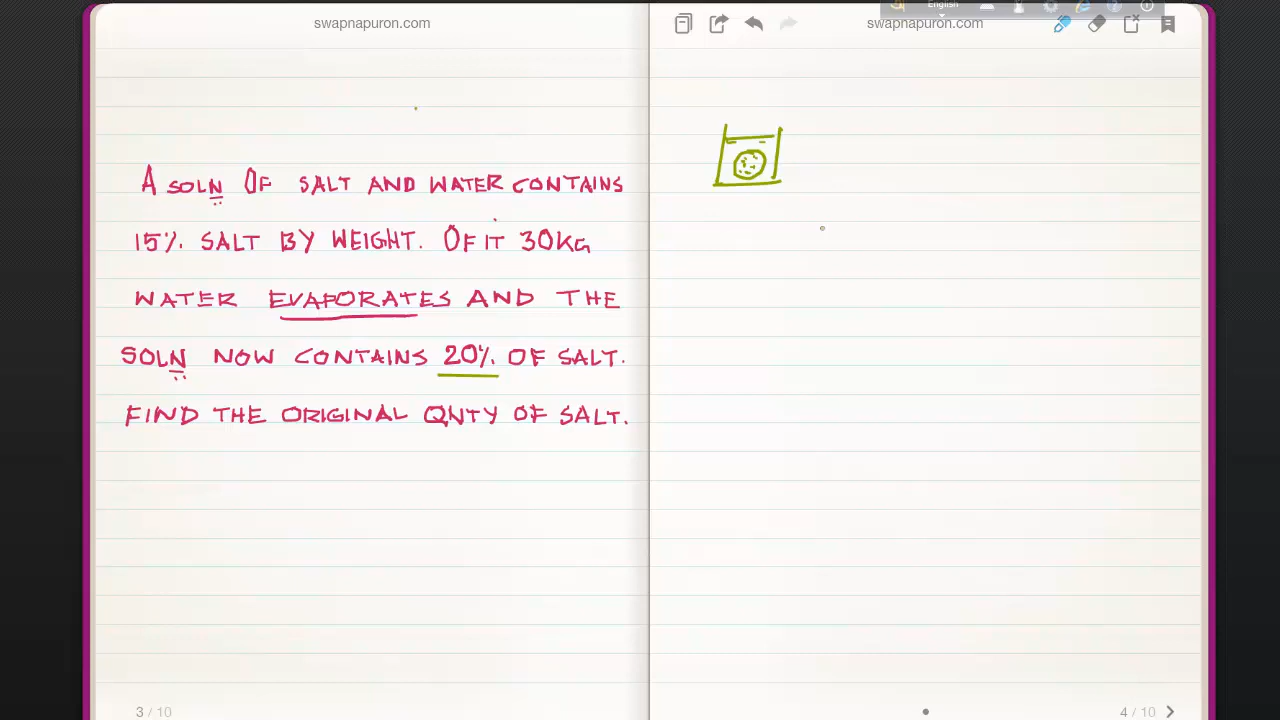 English
swapnapuron.com
swapnapuron.com
A SOLN OF SALT AND WATER CONTAINS
15% SALT BY WEIGHT. OF IT 30KG
WATER EVAPORATES AND THE
SOLN NOW CONTAINS 20% OF SALT.
FIND THE ORIGINAL QNTY OF SALT.
3 / 10
4 / 10